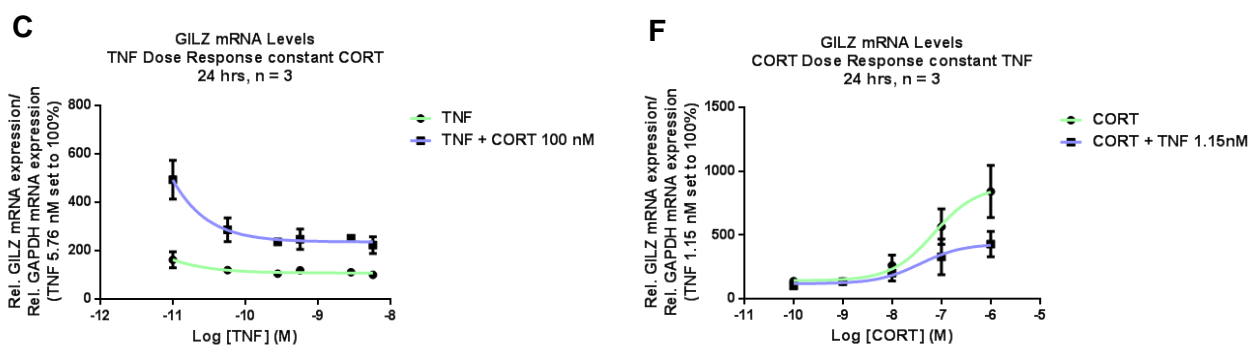 C
GILZ mRNA Levels
TNF Dose Response constant CORT
24 hrs, n = 3
Rel. GILZ mRNA expression/
Rel. GAPDH mRNA expression
(TNF 5.76 nM set to 100%)
800
600
400
200
0
-12
-11
-10
-9
-8
Log [TNF] (M)
TNF
TNF + CORT 100 nM
F
GILZ mRNA Levels
CORT Dose Response constant TNF
24 hrs, n = 3
Rel. GILZ mRNA expression/
Rel. GAPDH mRNA expression
(TNF 1.15 nM set to 100%)
1500
1000
500
0
-11
-10
-9
-8
-7
-6
-5
Log [CORT] (M)
CORT
CORT + TNF 1.15nM